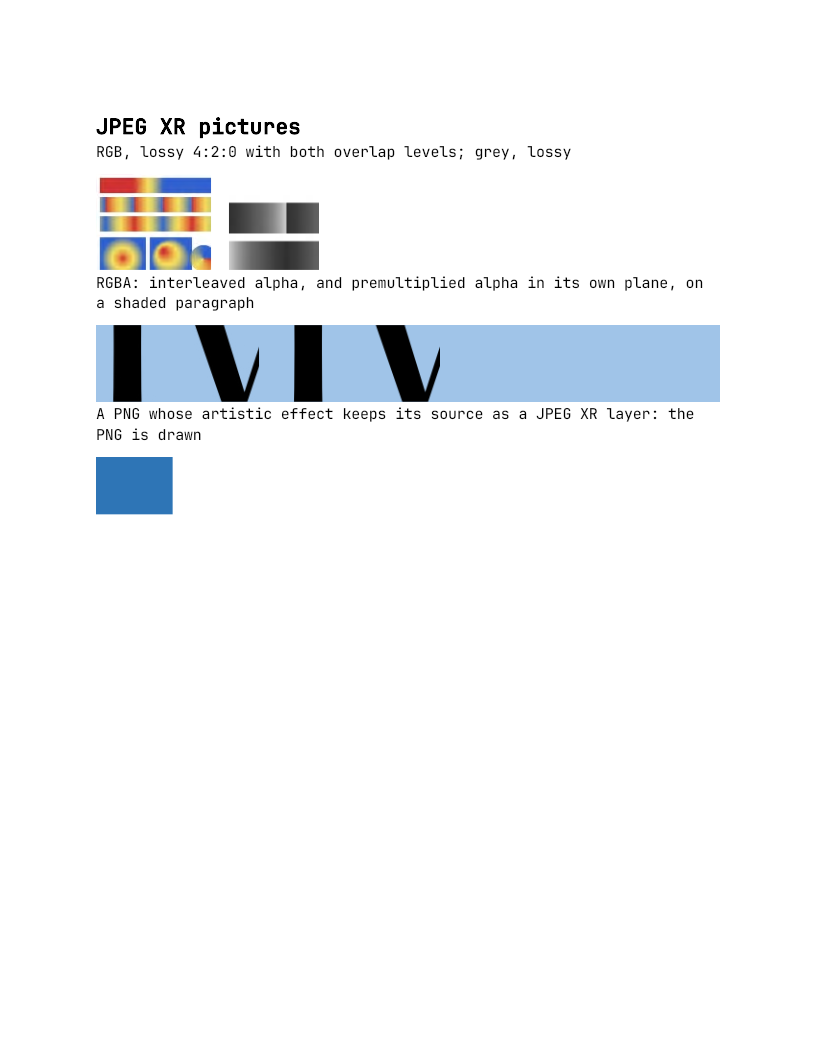 JPEG XR pictures
RGB, lossy 4:2:0 with both overlap levels; grey, lossy
RGBA: interleaved alpha, and premultiplied alpha in its own plane, on
a shaded paragraph
A PNG whose artistic effect keeps its source as a JPEG XR layer: the
PNG is drawn